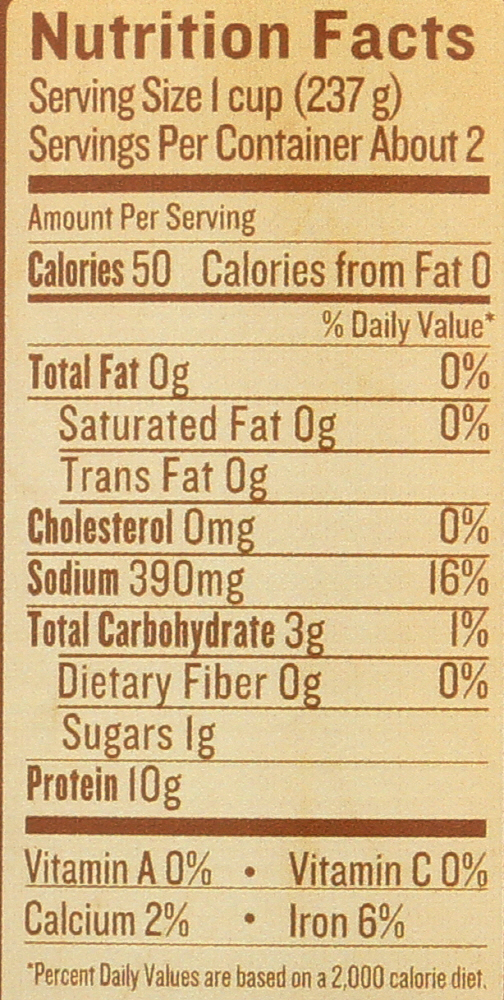 Nutrition Facts
Serving Size 1 cup (237 g)
Servings Per Container About 2
Amount Per Serving
Calories 50 Calories from Fat 0
% Daily Value*
Total Fat 0g 0%
Saturated Fat 0g 0%
Trans Fat 0g
Cholesterol 0mg 0%
Sodium 390mg 16%
Total Carbohydrate 3g 1%
Dietary Fiber 0g 0%
Sugars 1g
Protein 10g
Vitamin A 0% • Vitamin C 0%
Calcium 2% • Iron 6%
*Percent Daily Values are based on a 2,000 calorie diet.